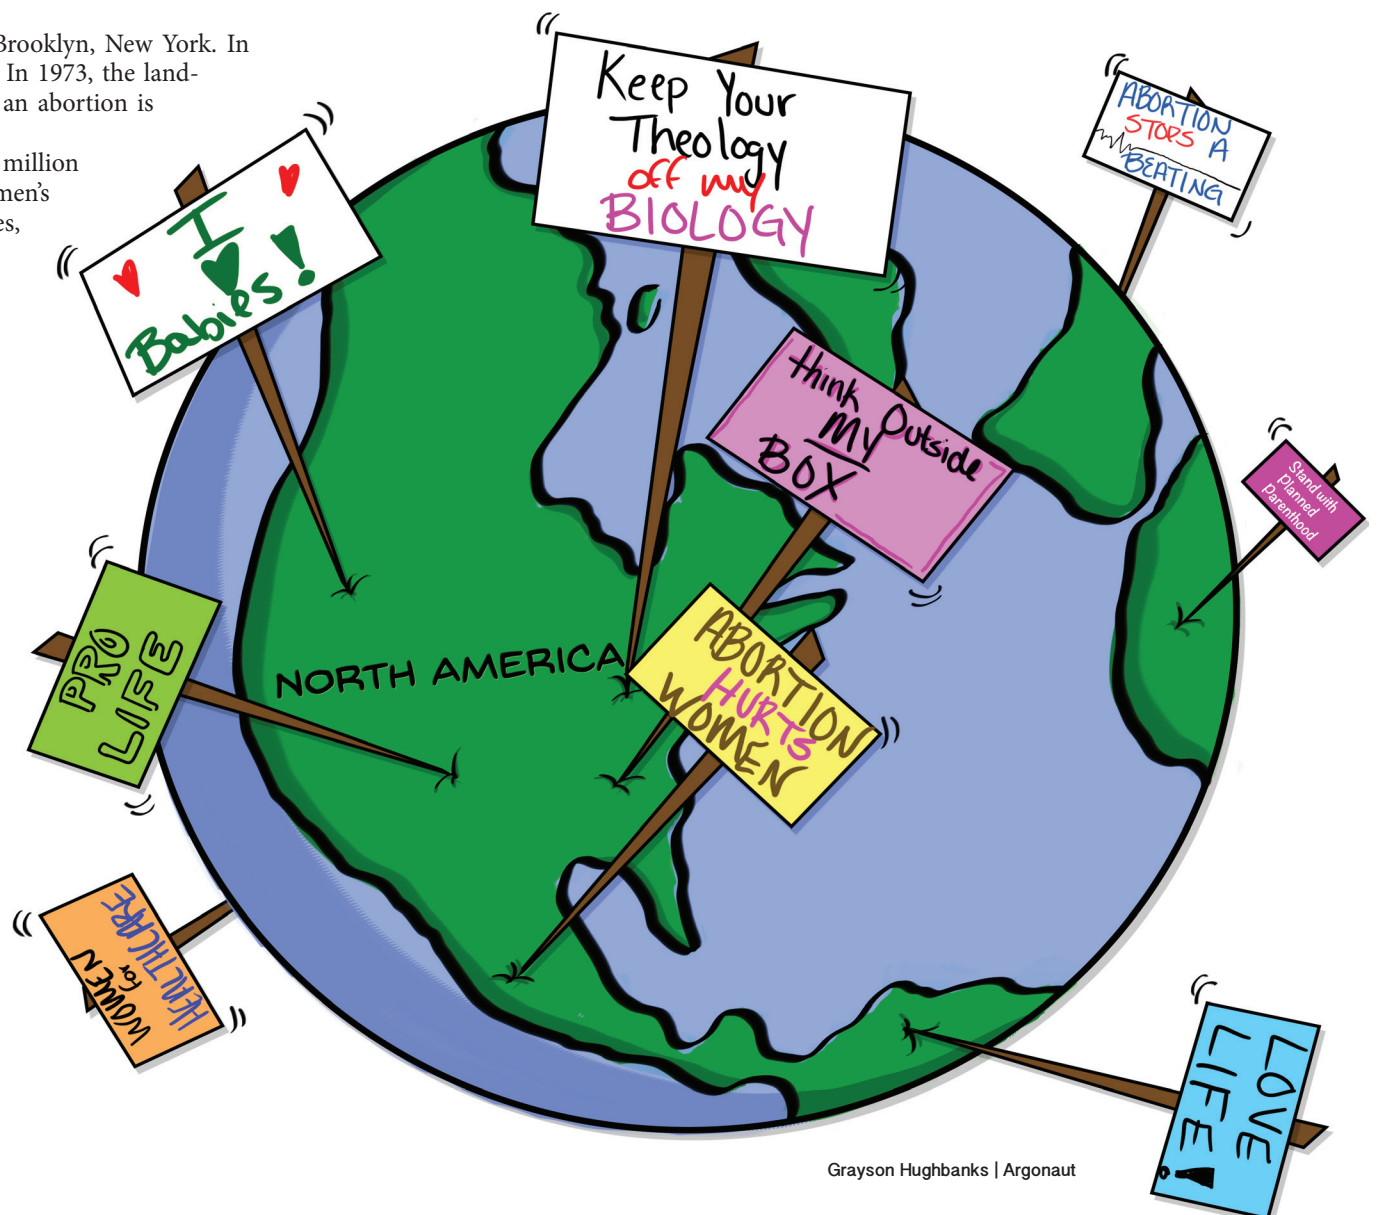 Brooklyn, New York. In
In 1973, the land-
an abortion is
million
men's
es,
Keep Your
Theology
off my
BIOLOGY
ABORTION
STOPS A
BEATING
I ♥
Babies!
think Outside
MY
BOX
Stand with
planned
parenthood
PRO
LIFE
NORTH AMERICA
ABORTION
HURTS
WOMEN
WOMEN
for
HEALTHCARE
LOVE
LIFE!
Grayson Hughbanks | Argonaut